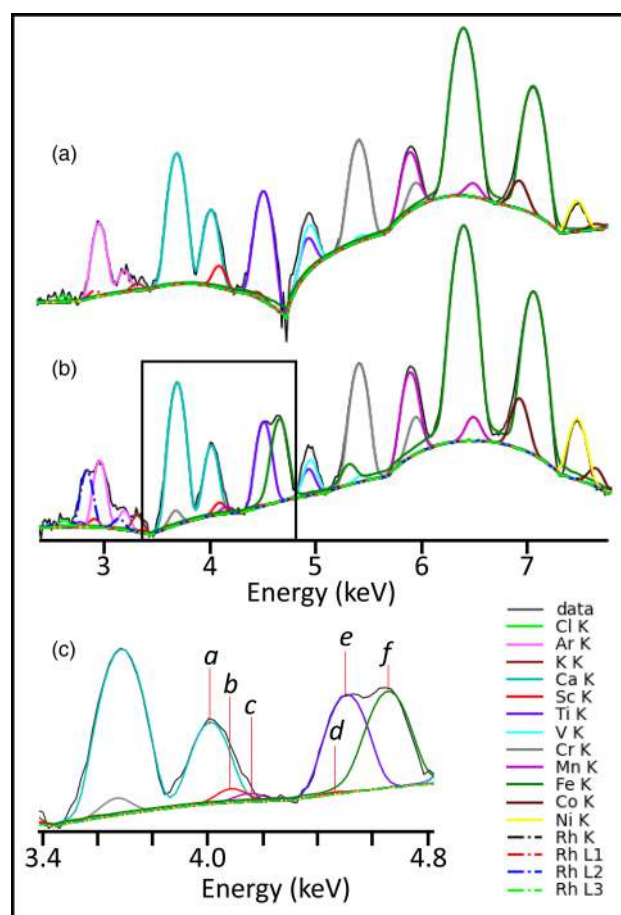 (a)
(b)
3 4 5 6 7
Energy (keV)
(c)
a
b
c
d
e
f
3.4 4.0 4.8
Energy (keV)
data
Cl K
Ar K
K K
Ca K
Sc K
Ti K
V K
Cr K
Mn K
Fe K
Co K
Ni K
Rh K
Rh L1
Rh L2
Rh L3